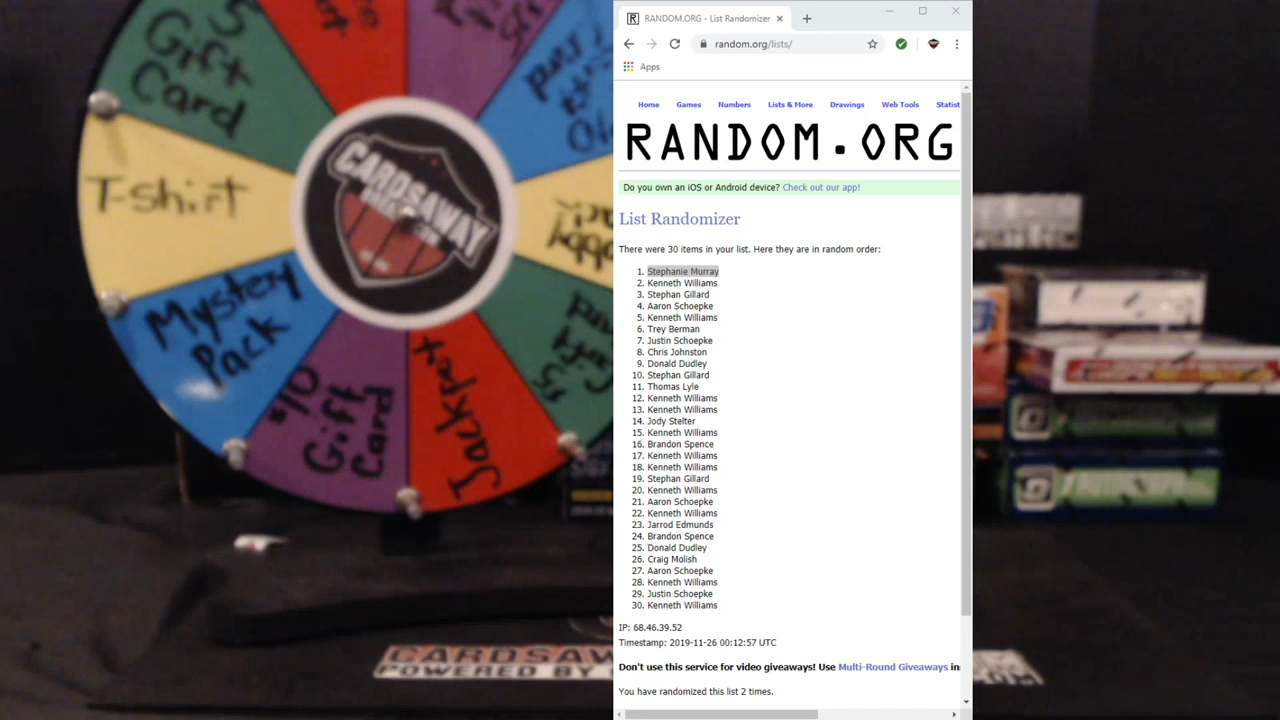 RANDOM.ORG - List Randomizer
random.org/lists/
Apps
Home Games Numbers Lists & More Drawings Web Tools Statist
RANDOM.ORG
Do you own an iOS or Android device? Check out our app!
List Randomizer
There were 30 items in your list. Here they are in random order:
1. Stephanie Murray
2. Kenneth Williams
3. Stephan Gillard
4. Aaron Schoepke
5. Kenneth Williams
6. Trey Berman
7. Justin Schoepke
8. Chris Johnston
9. Donald Dudley
10. Stephan Gillard
11. Thomas Lyle
12. Kenneth Williams
13. Kenneth Williams
14. Jody Stelter
15. Kenneth Williams
16. Brandon Spence
17. Kenneth Williams
18. Kenneth Williams
19. Stephan Gillard
20. Kenneth Williams
21. Aaron Schoepke
22. Kenneth Williams
23. Jarrod Edmunds
24. Brandon Spence
25. Donald Dudley
26. Craig Molish
27. Aaron Schoepke
28. Kenneth Williams
29. Justin Schoepke
30. Kenneth Williams
IP: 68.46.39.52
Timestamp: 2019-11-26 00:12:57 UTC
Don't use this service for video giveaways! Use Multi-Round Giveaways in
You have randomized this list 2 times.
5
Gift
Card
T-shirt
Mystery
Pack
$10
Gift
Card
Jackpot
CARDSAWAY
CARDSAW
POWERED BY